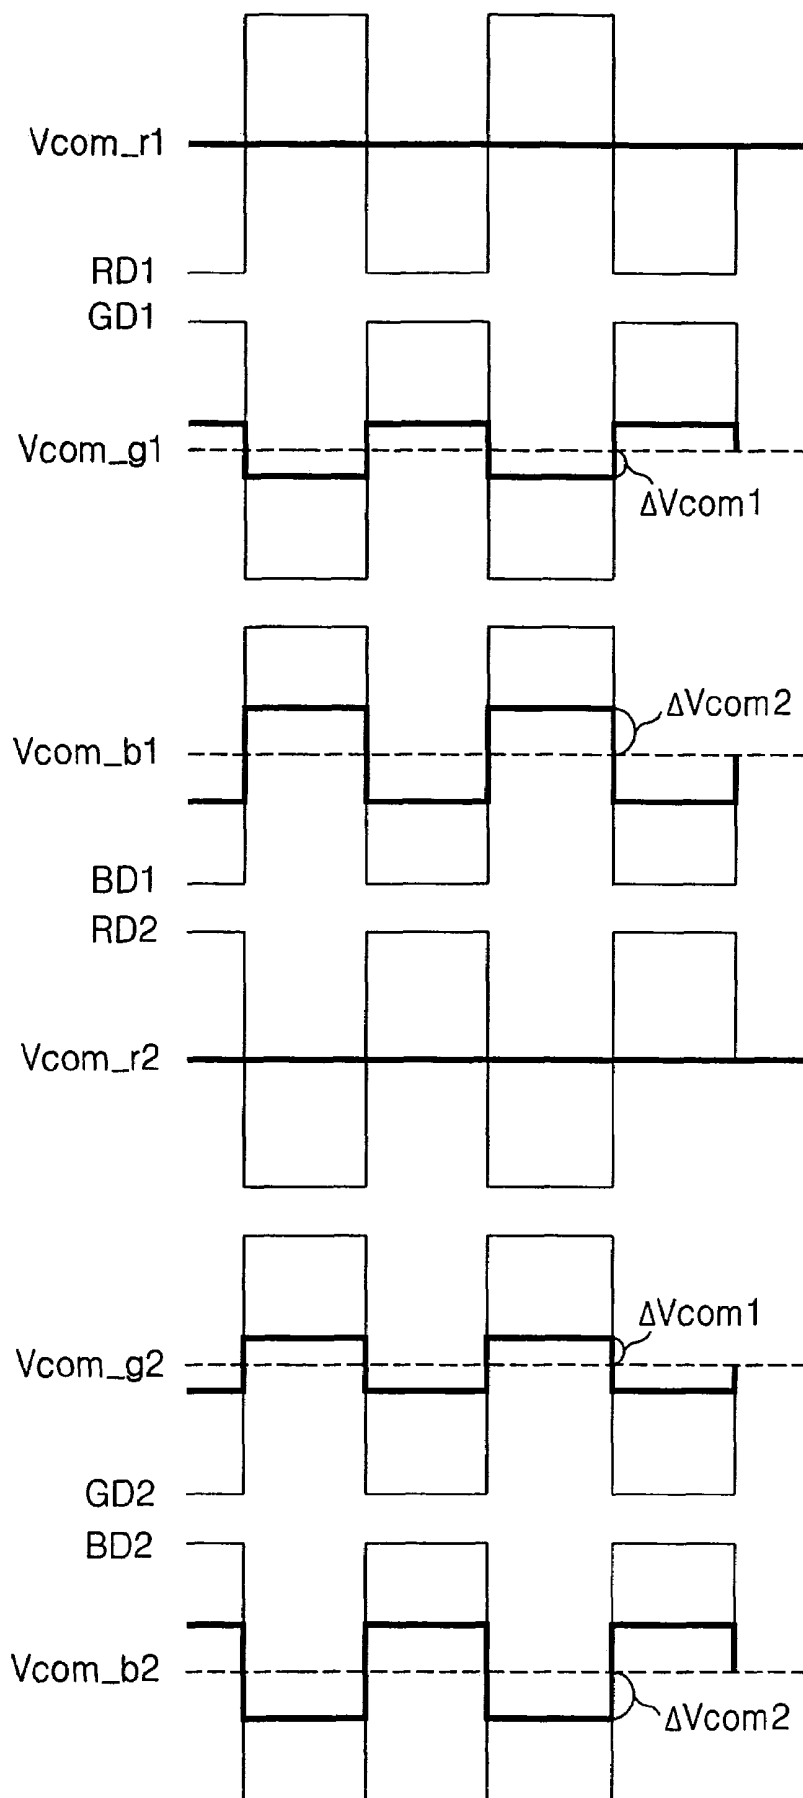 Vcom_r1
RD1
GD1
Vcom_g1
ΔVcom1
ΔVcom2
Vcom_b1
BD1
RD2
Vcom_r2
ΔVcom1
Vcom_g2
GD2
BD2
Vcom_b2
ΔVcom2